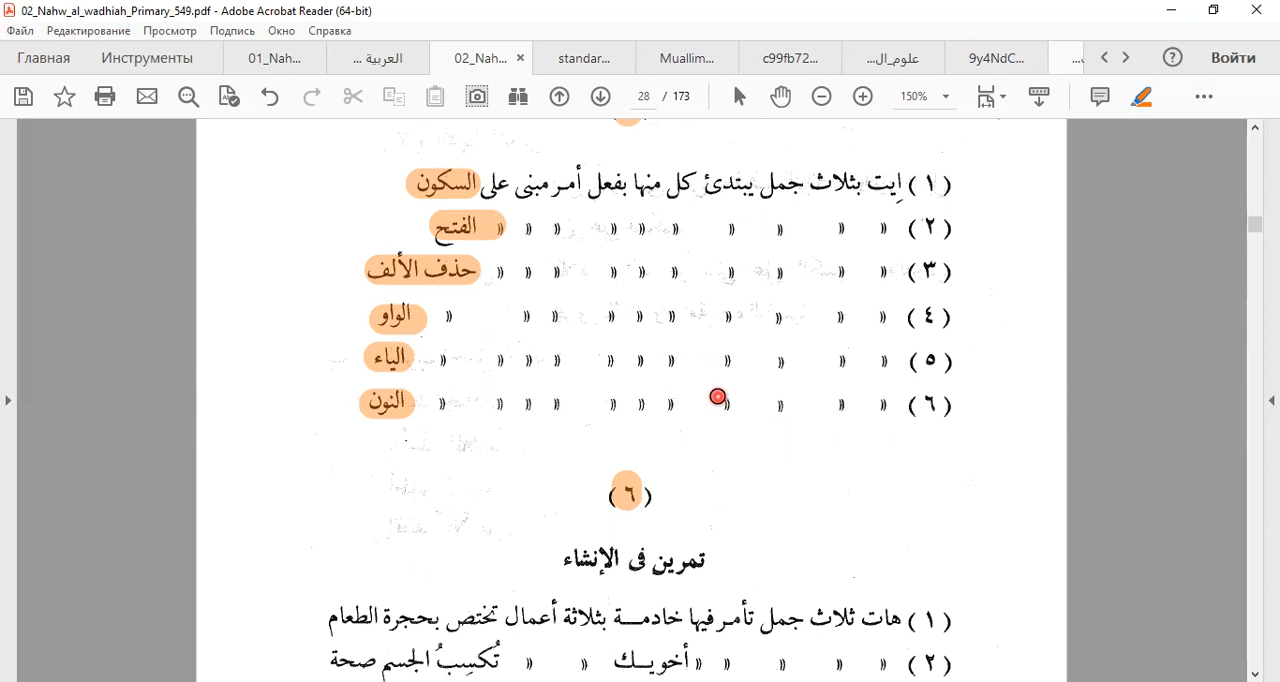 02_Nahw_al_wadhiah_Primary_549.pdf - Adobe Acrobat Reader (64-bit)
Файл Редактирование Просмотр Подпись Окно Справка
Главная Инструменты 01_Nah... العربية ... 02_Nah... × standar... Muallim... c99fb72... علوم_ال... 9y4NdC... Войти
28 / 173 150%
(١) إيت بثلاث جمل يبتدئ كل منها بفعل أمر مبنى على السكون
(٢) » » » » » » » » » » الفتح
(٣) » » » » » » » » » » حذف الألف
(٤) » » » » » » » » » » الواو
(٥) » » » » » » » » » » » الياء
(٦) » » » » » » » » » » » النون
(٦)
تمرين فى الإنشاء
(١) هات ثلاث جمل تأمر فيها خادمة بثلاثة أعمال تختص بحجرة الطعام
(٢) » » » » » أخويك » » تُكسِبُ الجسم صحة